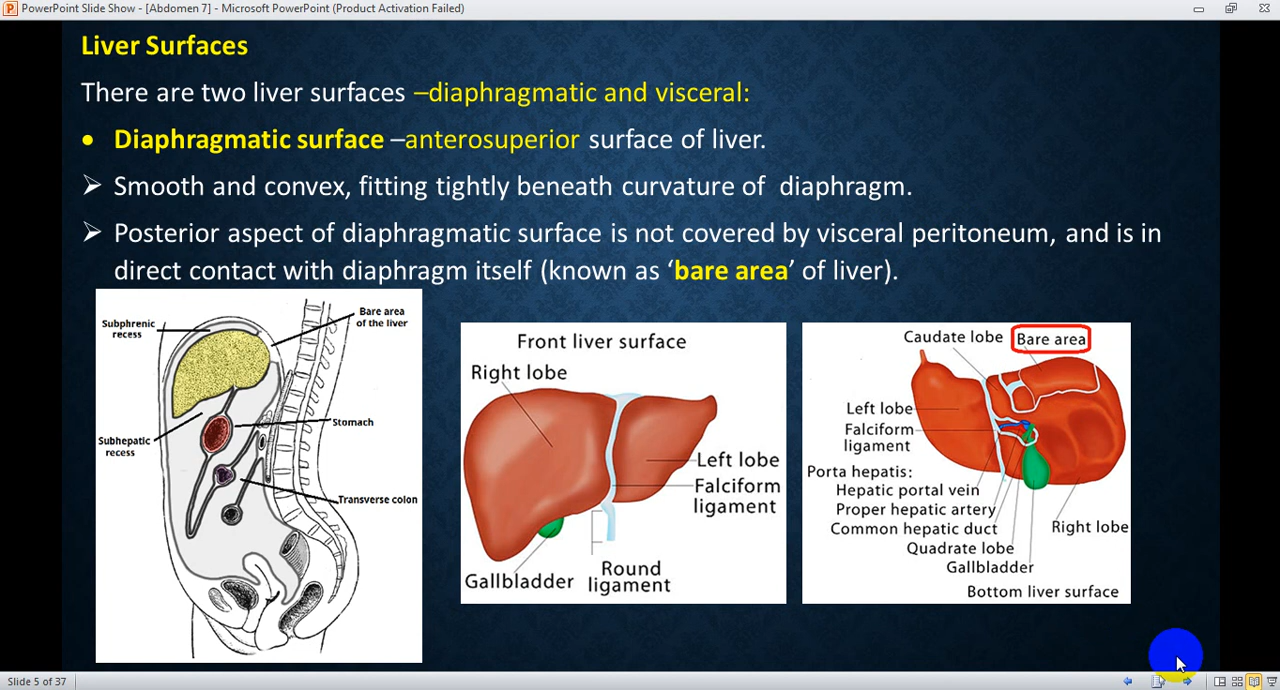 PowerPoint Slide Show - [Abdomen 7] - Microsoft PowerPoint (Product Activation Failed)
Liver Surfaces
There are two liver surfaces –diaphragmatic and visceral:
• Diaphragmatic surface –anterosuperior surface of liver.
➢ Smooth and convex, fitting tightly beneath curvature of diaphragm.
➢ Posterior aspect of diaphragmatic surface is not covered by visceral peritoneum, and is in
direct contact with diaphragm itself (known as ‘bare area’ of liver).
Subphrenic
recess
Bare area
of the liver
Stomach
Subhepatic
recess
Transverse colon
Front liver surface
Right lobe
Left lobe
Falciform
ligament
Round
ligament
Gallbladder
Caudate lobe
Bare area
Left lobe
Falciform
ligament
Porta hepatis:
Hepatic portal vein
Proper hepatic artery
Common hepatic duct
Quadrate lobe
Gallbladder
Right lobe
Bottom liver surface
Slide 5 of 37